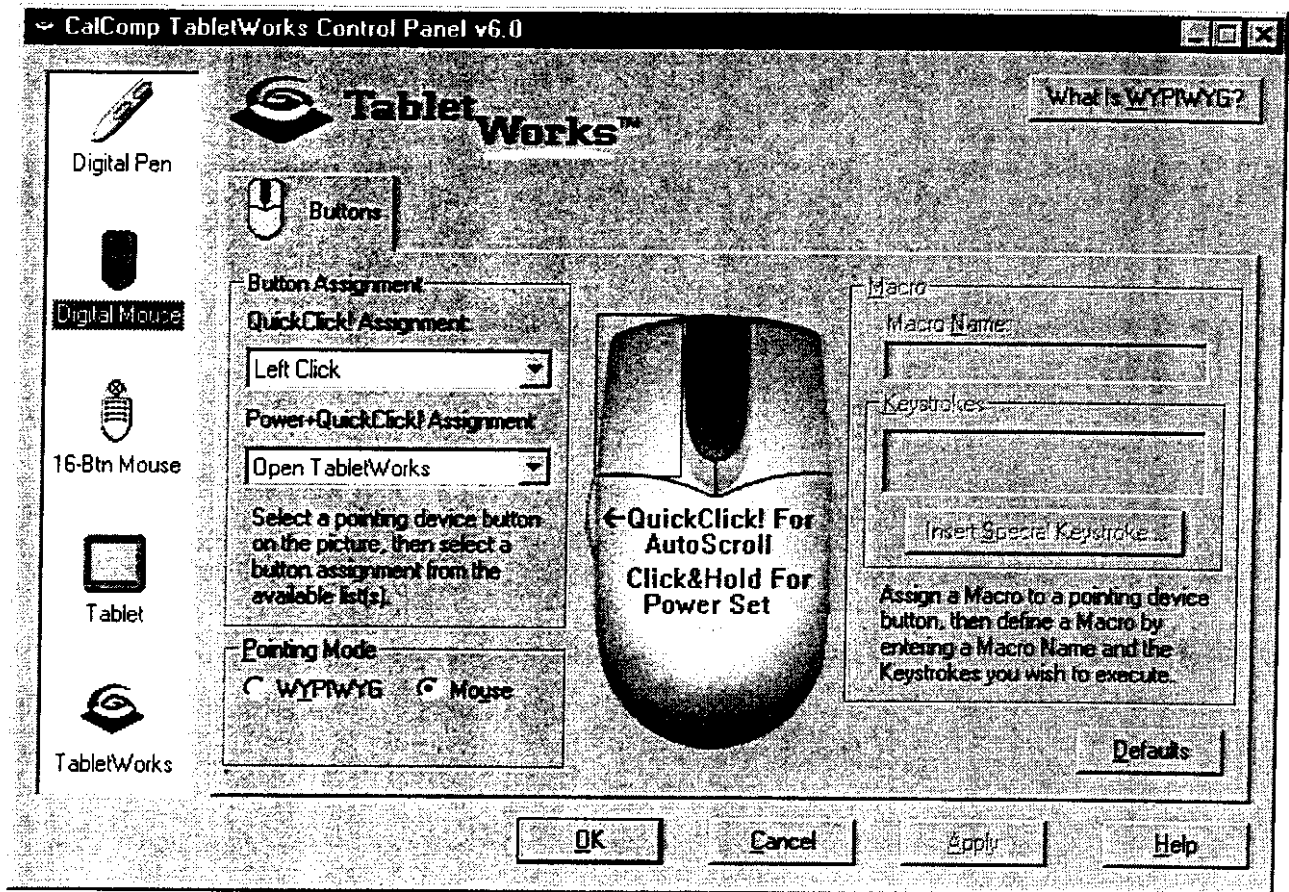 CalComp TabletWorks Control Panel v6.0
Digital Pen
Digital Mouse
16-Btn Mouse
Tablet
TabletWorks
Tablet
Works™
What Is WYPIWYG?
Buttons
Button Assignment
QuickClick! Assignment:
Left Click
Power+QuickClick! Assignment
Open TabletWorks
Select a pointing device button
on the picture, then select a
button assignment from the
available list(s).
Pointing Mode
WYPIWYG
Mouse
←QuickClick! For
AutoScroll
Click&Hold For
Power Set
Macro
Macro Name:
Keystrokes
Insert Special Keystroke...
Assign a Macro to a pointing device
button, then define a Macro by
entering a Macro Name and the
Keystrokes you wish to execute.
Defaults
OK
Cancel
Apply
Help